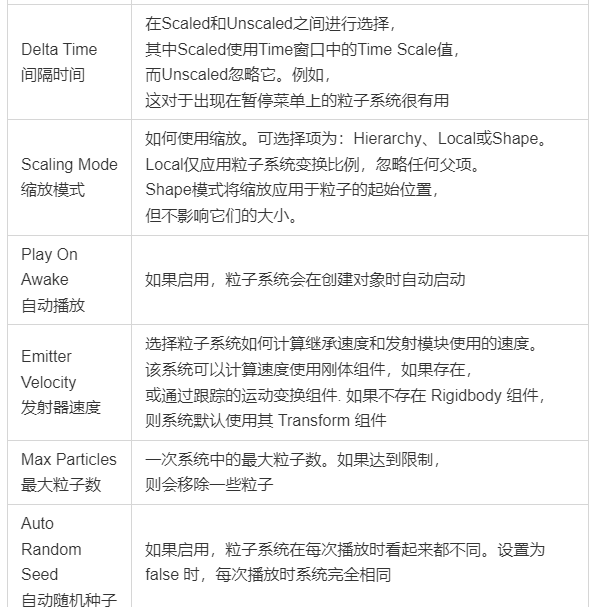 Delta Time
间隔时间
在Scaled和Unscaled之间进行选择，
其中Scaled使用Time窗口中的Time Scale值，
而Unscaled忽略它。例如，
这对于出现在暂停菜单上的粒子系统很有用
Scaling Mode
缩放模式
如何使用缩放。可选择项为：Hierarchy、Local或Shape。
Local仅应用粒子系统变换比例，忽略任何父项。
Shape模式将缩放应用于粒子的起始位置，
但不影响它们的大小。
Play On
Awake
自动播放
如果启用，粒子系统会在创建对象时自动启动
Emitter
Velocity
发射器速度
选择粒子系统如何计算继承速度和发射模块使用的速度。
该系统可以计算速度使用刚体组件，如果存在，
或通过跟踪的运动变换组件. 如果不存在 Rigidbody 组件，
则系统默认使用其 Transform 组件
Max Particles
最大粒子数
一次系统中的最大粒子数。如果达到限制，
则会移除一些粒子
Auto
Random
Seed
自动随机种子
如果启用，粒子系统在每次播放时看起来都不同。设置为
false 时，每次播放时系统完全相同